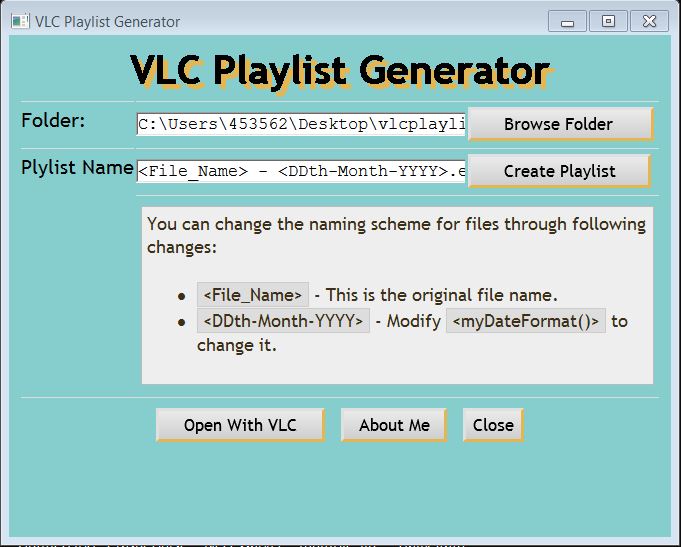 VLC Playlist Generator
VLC Playlist Generator
Folder:
C:\Users\453562\Desktop\vlcplayli
Browse Folder
Plylist Name
<File_Name> - <DDth-Month-YYYY>.e
Create Playlist
You can change the naming scheme for files through following
changes:
• <File_Name> - This is the original file name.
• <DDth-Month-YYYY> - Modify <myDateFormat()> to
change it.
Open With VLC
About Me
Close